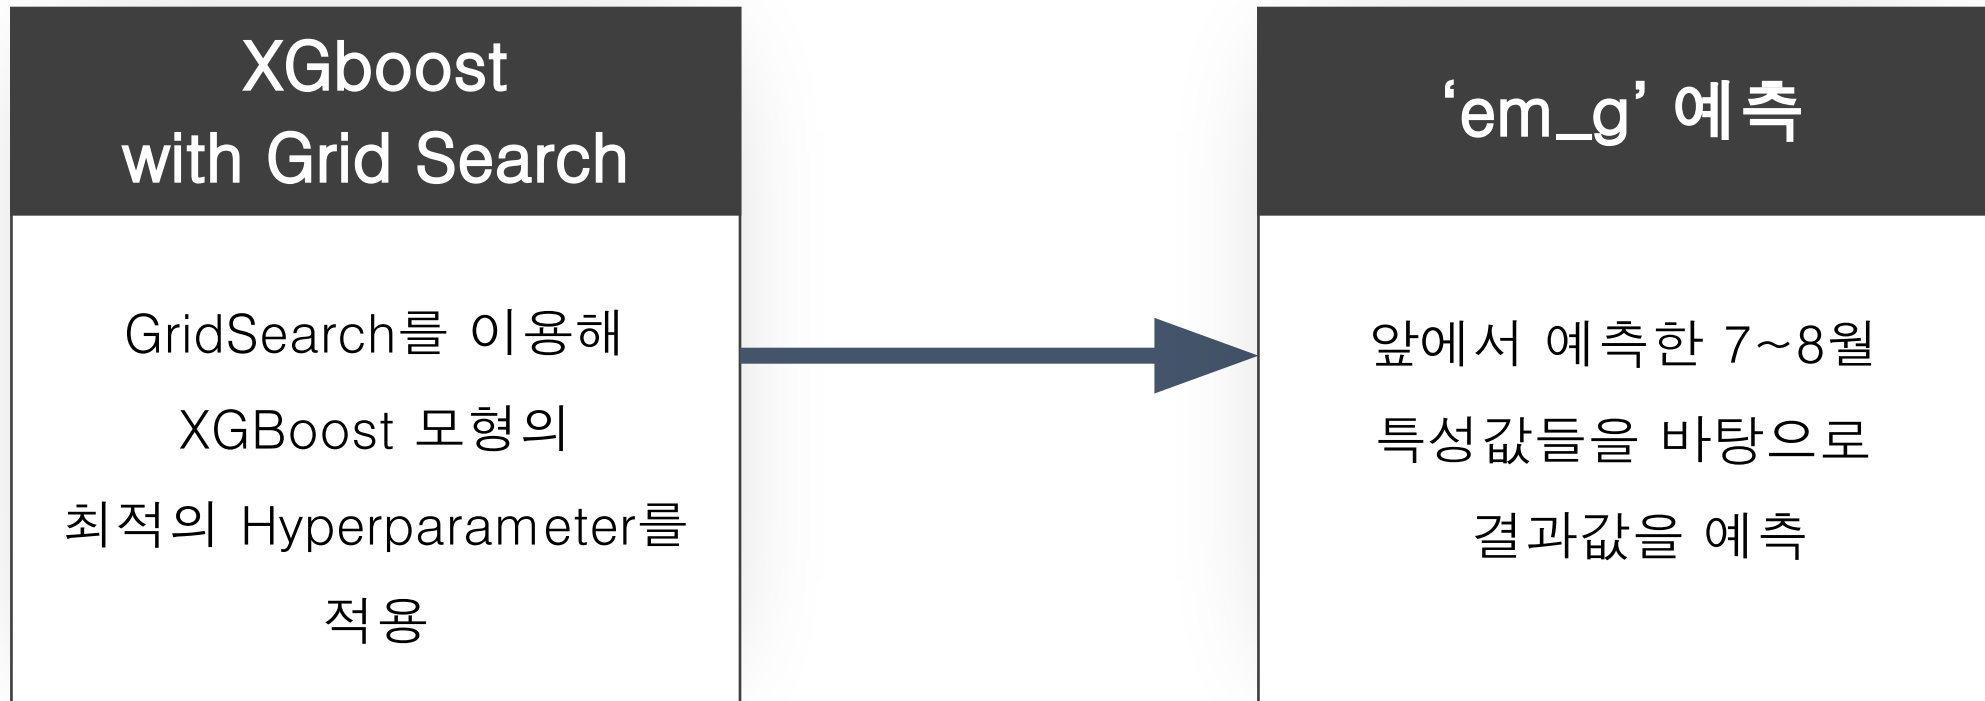 XGboost
with Grid Search
GridSearch를 이용해
XGBoost 모형의
최적의 Hyperparameter를
적용
‘em_g’ 예측
앞에서 예측한 7~8월
특성값들을 바탕으로
결과값을 예측